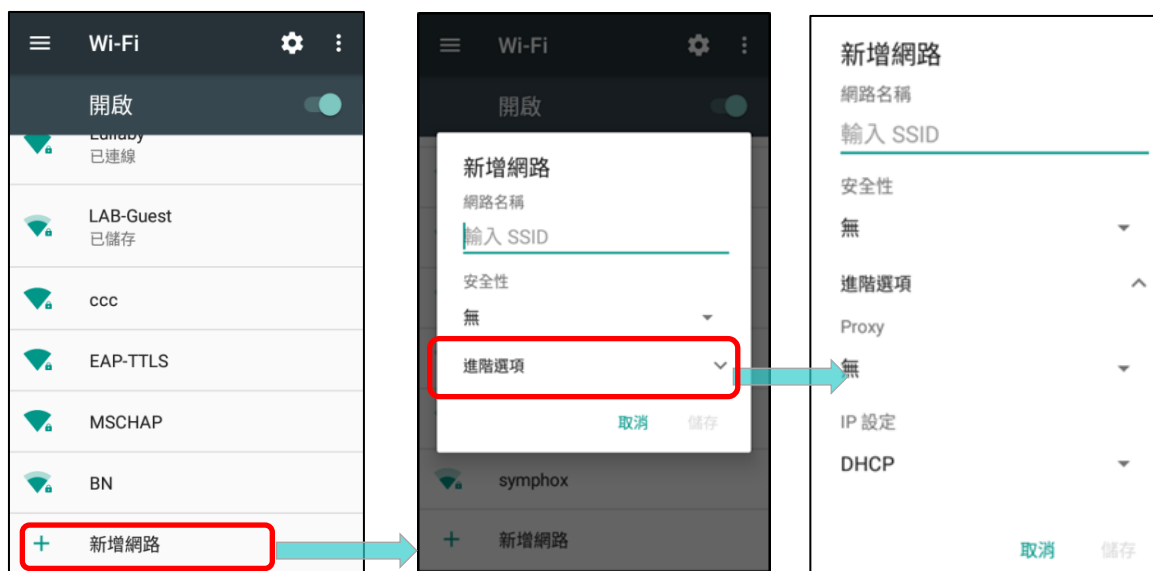 Wi-Fi
開啟
Lullaby
已連線
LAB-Guest
已儲存
ccc
EAP-TTLS
MSCHAP
BN
新增網路
Wi-Fi
開啟
新增網路
網路名稱
輸入 SSID
安全性
無
進階選項
取消 儲存
symphox
新增網路
新增網路
網路名稱
輸入 SSID
安全性
無
進階選項
Proxy
無
IP 設定
DHCP
取消 儲存